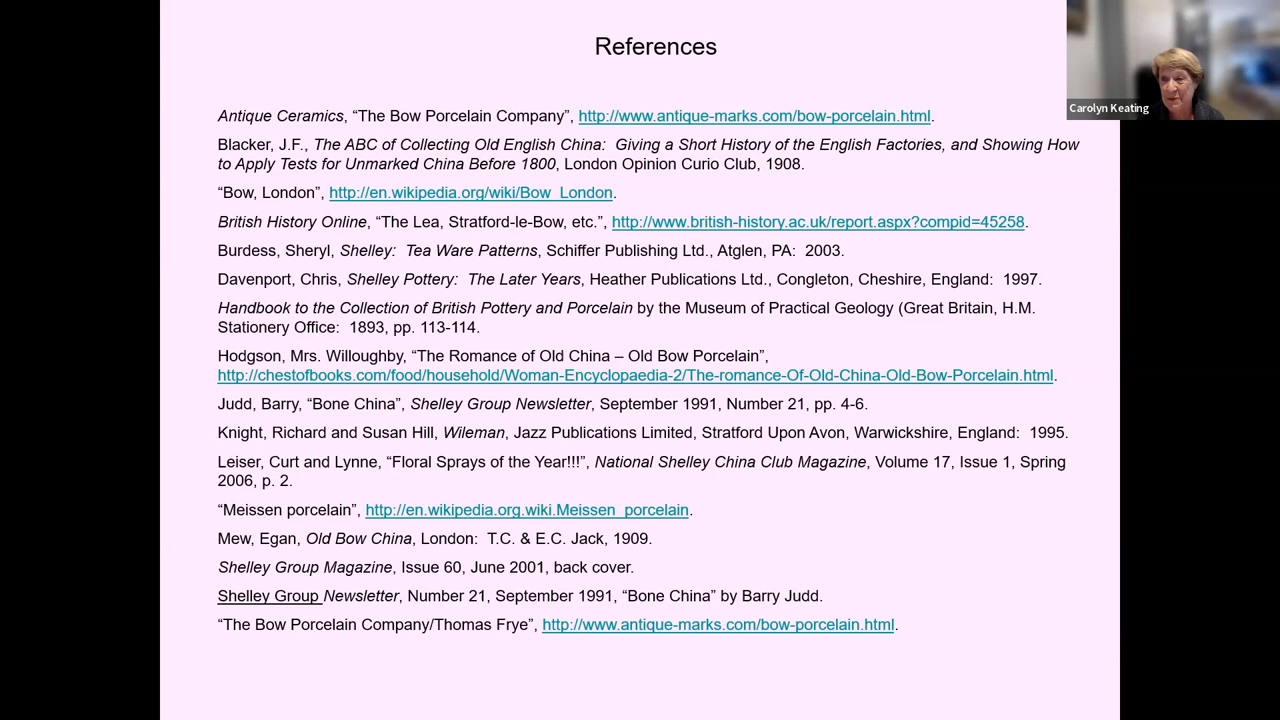 References
Carolyn Keating
Antique Ceramics, “The Bow Porcelain Company”, http://www.antique-marks.com/bow-porcelain.html.
Blacker, J.F., The ABC of Collecting Old English China:  Giving a Short History of the English Factories, and Showing How
to Apply Tests for Unmarked China Before 1800, London Opinion Curio Club, 1908.
“Bow, London”, http://en.wikipedia.org/wiki/Bow_London.
British History Online, “The Lea, Stratford-le-Bow, etc.”, http://www.british-history.ac.uk/report.aspx?compid=45258.
Burdess, Sheryl, Shelley:  Tea Ware Patterns, Schiffer Publishing Ltd., Atglen, PA:  2003.
Davenport, Chris, Shelley Pottery:  The Later Years, Heather Publications Ltd., Congleton, Cheshire, England:  1997.
Handbook to the Collection of British Pottery and Porcelain by the Museum of Practical Geology (Great Britain, H.M.
Stationery Office:  1893, pp. 113-114.
Hodgson, Mrs. Willoughby, “The Romance of Old China – Old Bow Porcelain”,
http://chestofbooks.com/food/household/Woman-Encyclopaedia-2/The-romance-Of-Old-China-Old-Bow-Porcelain.html.
Judd, Barry, “Bone China”, Shelley Group Newsletter, September 1991, Number 21, pp. 4-6.
Knight, Richard and Susan Hill, Wileman, Jazz Publications Limited, Stratford Upon Avon, Warwickshire, England:  1995.
Leiser, Curt and Lynne, “Floral Sprays of the Year!!!”, National Shelley China Club Magazine, Volume 17, Issue 1, Spring
2006, p. 2.
“Meissen porcelain”, http://en.wikipedia.org.wiki.Meissen_porcelain.
Mew, Egan, Old Bow China, London:  T.C. & E.C. Jack, 1909.
Shelley Group Magazine, Issue 60, June 2001, back cover.
Shelley Group Newsletter, Number 21, September 1991, “Bone China” by Barry Judd.
“The Bow Porcelain Company/Thomas Frye”, http://www.antique-marks.com/bow-porcelain.html.